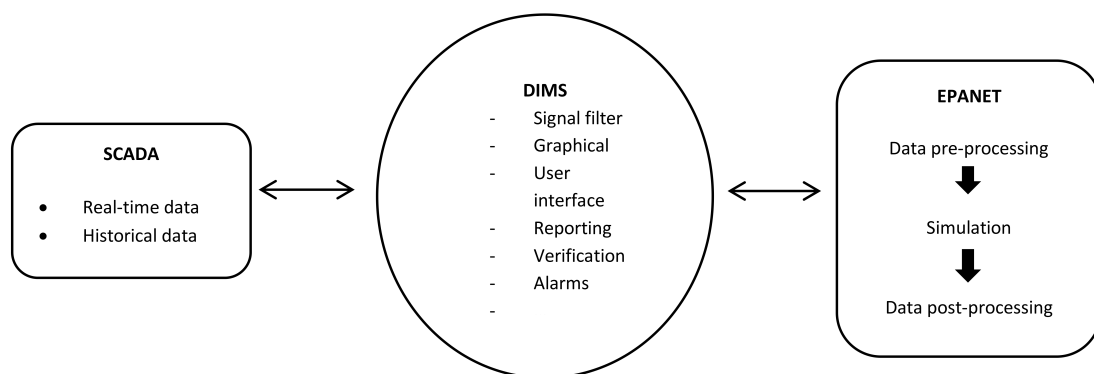 SCADA
• Real-time data
• Historical data
DIMS
- Signal filter
- Graphical
- User
interface
- Reporting
- Verification
- Alarms
-
EPANET
Data pre-processing
Simulation
Data post-processing